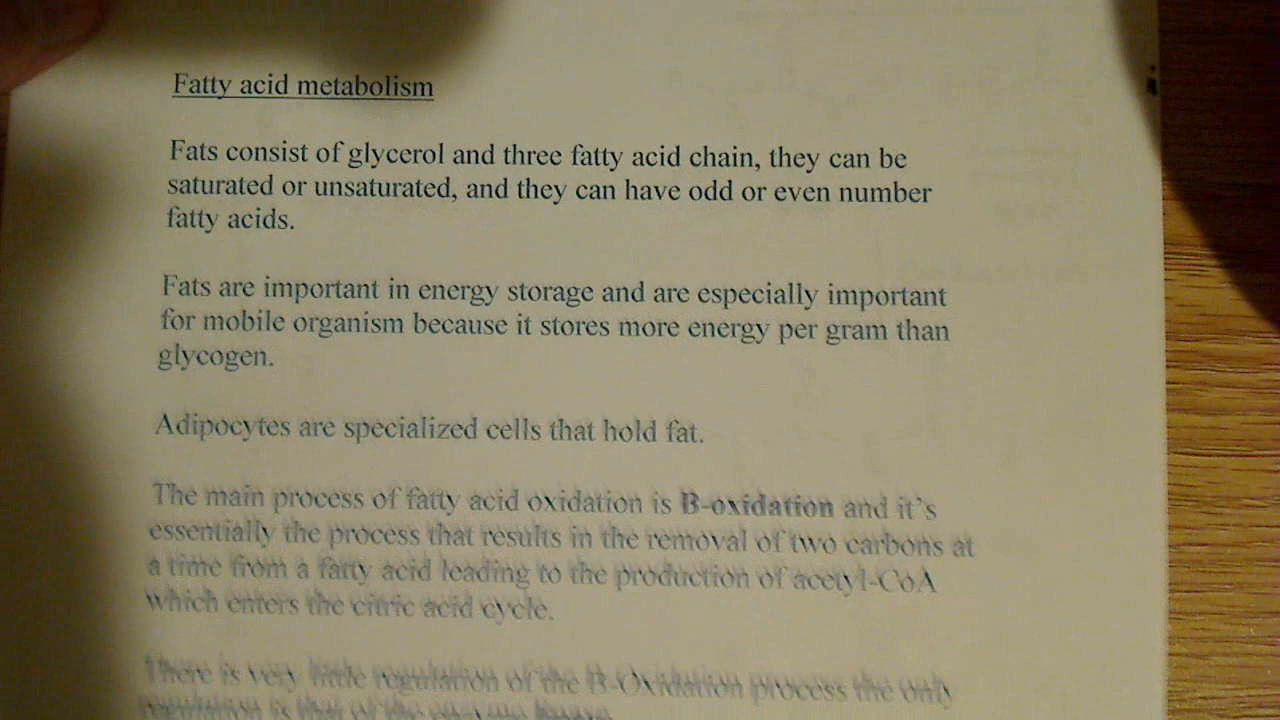 Fatty acid metabolism
Fats consist of glycerol and three fatty acid chain, they can be
saturated or unsaturated, and they can have odd or even number
fatty acids.
Fats are important in energy storage and are especially important
for mobile organism because it stores more energy per gram than
glycogen.
Adipocytes are specialized cells that hold fat.
The main process of fatty acid oxidation is B-oxidation and it's
essentially the process that results in the removal of two carbons at
a time from a fatty acid leading to the production of acetyl-CoA
which enters the citric acid cycle.
There is very little regulation of the B-Oxidation process the only
regulation is that of the